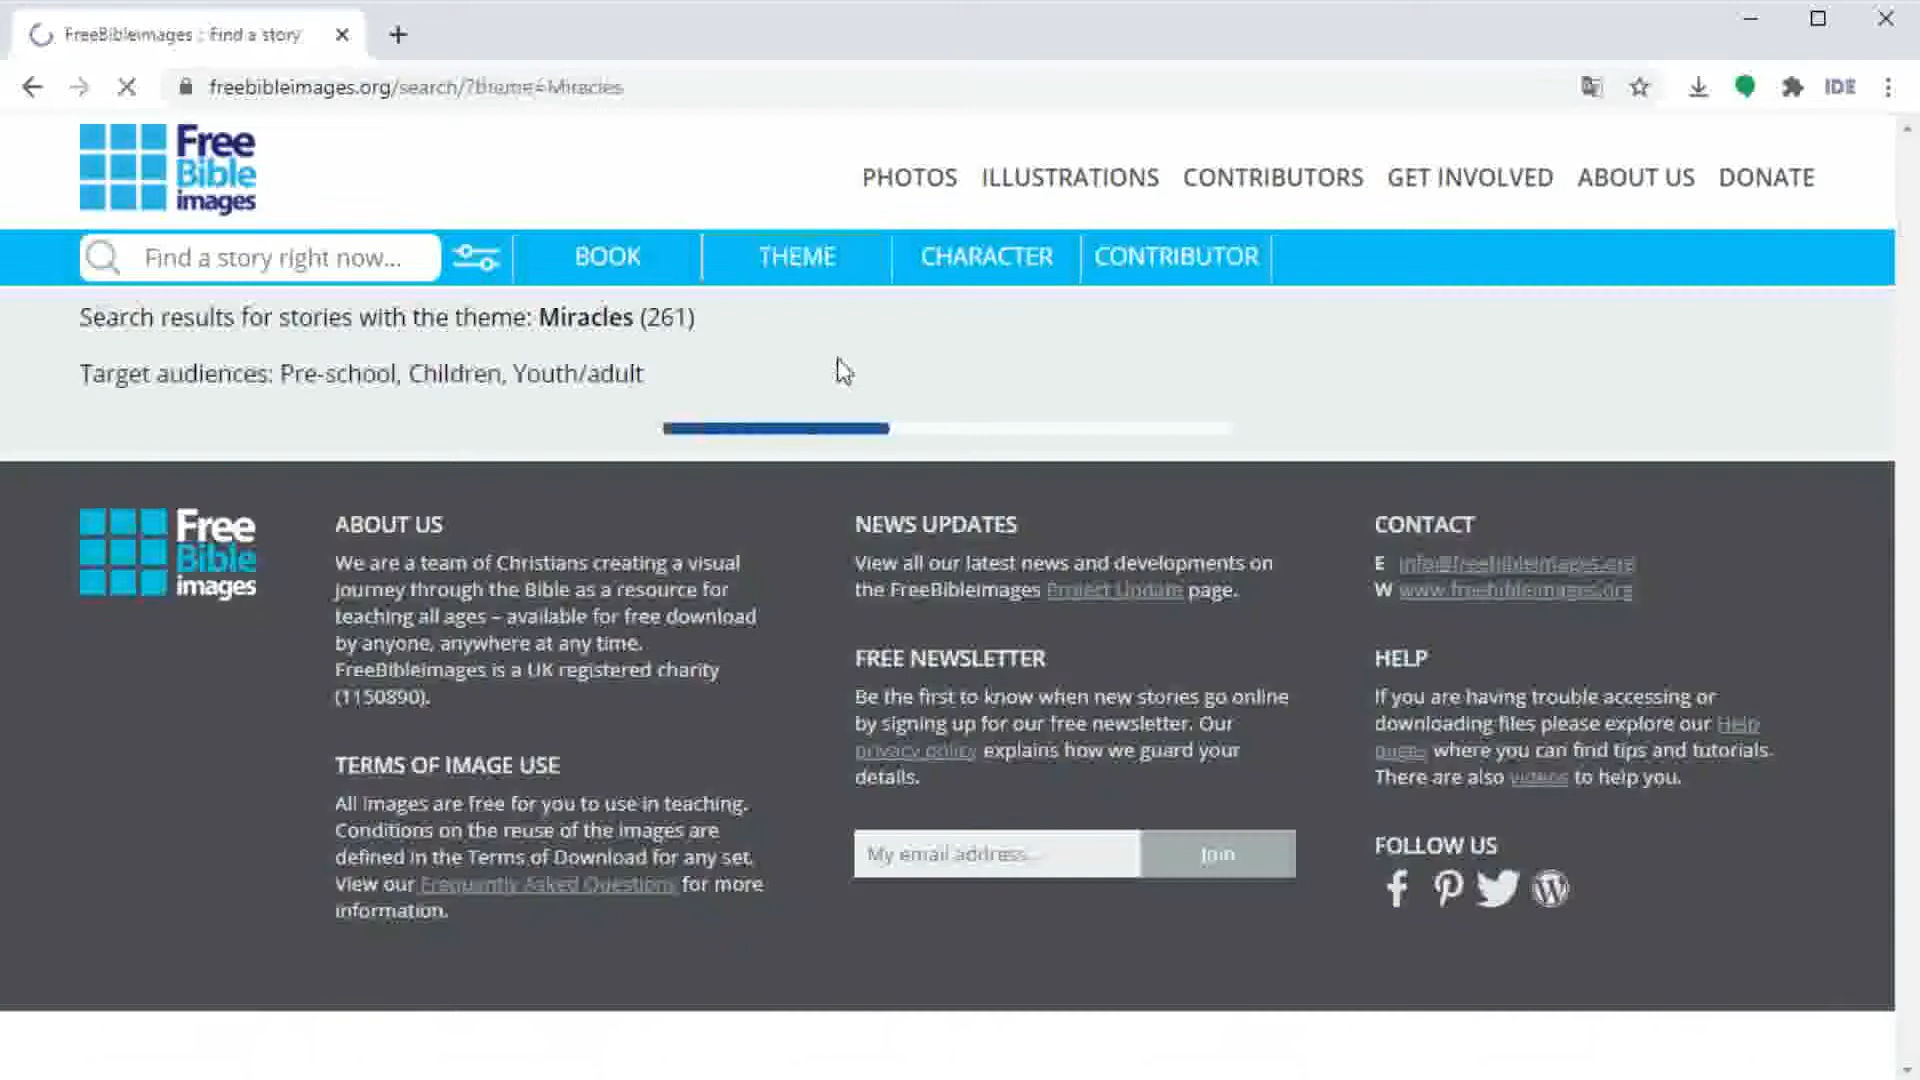 FreeBibleimages : Find a story
freebibleimages.org/search/?theme=Miracles
IDE
Free
Bible
images
PHOTOS ILLUSTRATIONS CONTRIBUTORS GET INVOLVED ABOUT US DONATE
Find a story right now...
BOOK THEME CHARACTER CONTRIBUTOR
Search results for stories with the theme: Miracles (261)
Target audiences: Pre-school, Children, Youth/adult
Free
Bible
images
ABOUT US
We are a team of Christians creating a visual
journey through the Bible as a resource for
teaching all ages – available for free download
by anyone, anywhere at any time.
FreeBibleimages is a UK registered charity
(1150890).
TERMS OF IMAGE USE
All images are free for you to use in teaching.
Conditions on the reuse of the images are
defined in the Terms of Download for any set.
View our Frequently Asked Questions for more
information.
NEWS UPDATES
View all our latest news and developments on
the FreeBibleimages Project Update page.
FREE NEWSLETTER
Be the first to know when new stories go online
by signing up for our free newsletter. Our
privacy policy explains how we guard your
details.
My email address...
Join
CONTACT
E info@freebibleimages.org
W www.freebibleimages.org
HELP
If you are having trouble accessing or
downloading files please explore our Help
pages where you can find tips and tutorials.
There are also videos to help you.
FOLLOW US